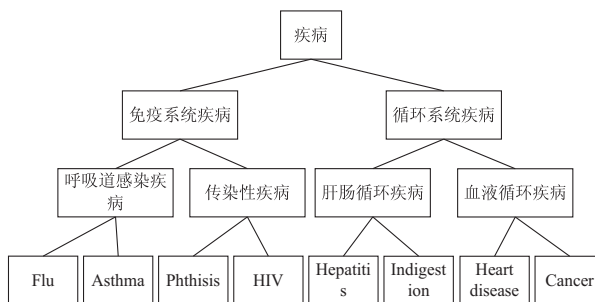 疾病
免疫系统疾病
循环系统疾病
呼吸道感染疾
病
传染性疾病
肝肠循环疾病
血液循环疾病
Flu
Asthma
Phthisis
HIV
Hepatiti
s
Indigest
ion
Heart
disease
Cancer